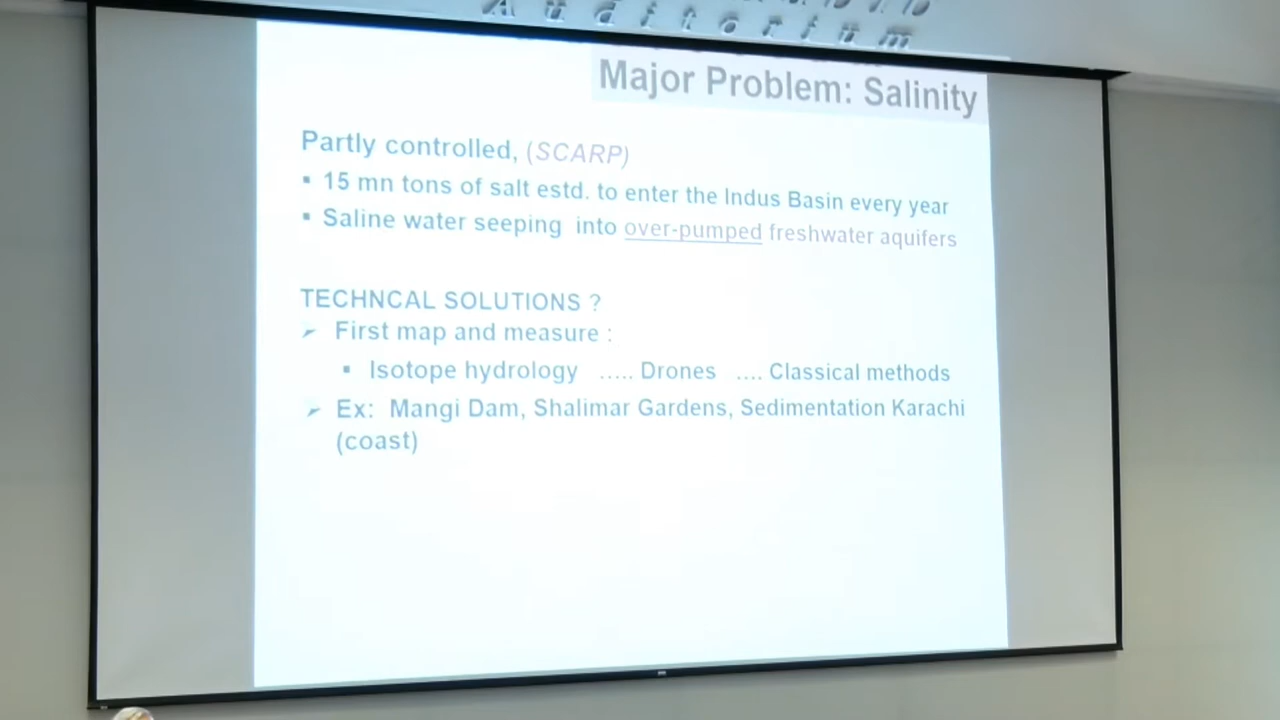 Auditorium
Major Problem: Salinity
Partly controlled, (SCARP)
▪ 15 mn tons of salt estd. to enter the Indus Basin every year
▪ Saline water seeping into over-pumped freshwater aquifers
TECHNCAL SOLUTIONS ?
➢ First map and measure :
▪ Isotope hydrology ..... Drones .... Classical methods
➢ Ex: Mangi Dam, Shalimar Gardens, Sedimentation Karachi
(coast)